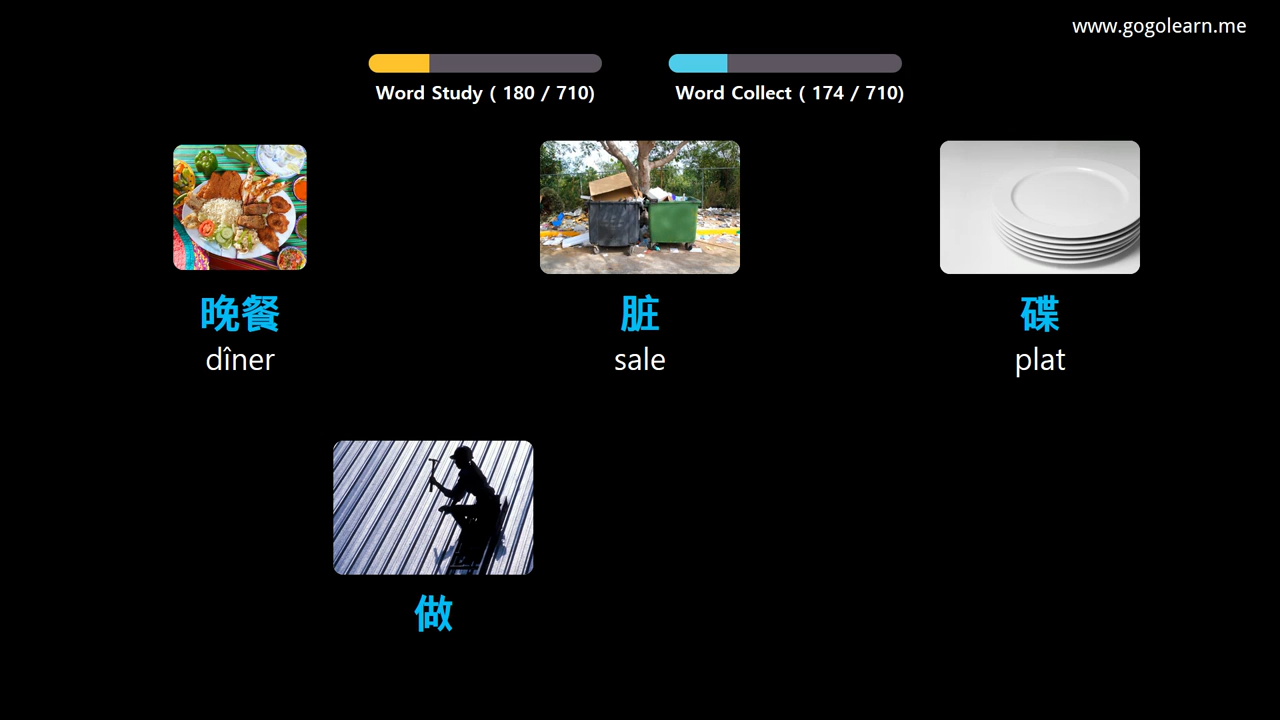 www.gogolearn.me
Word Study ( 180 / 710)
Word Collect ( 174 / 710)
晚餐
dîner
脏
sale
碟
plat
做